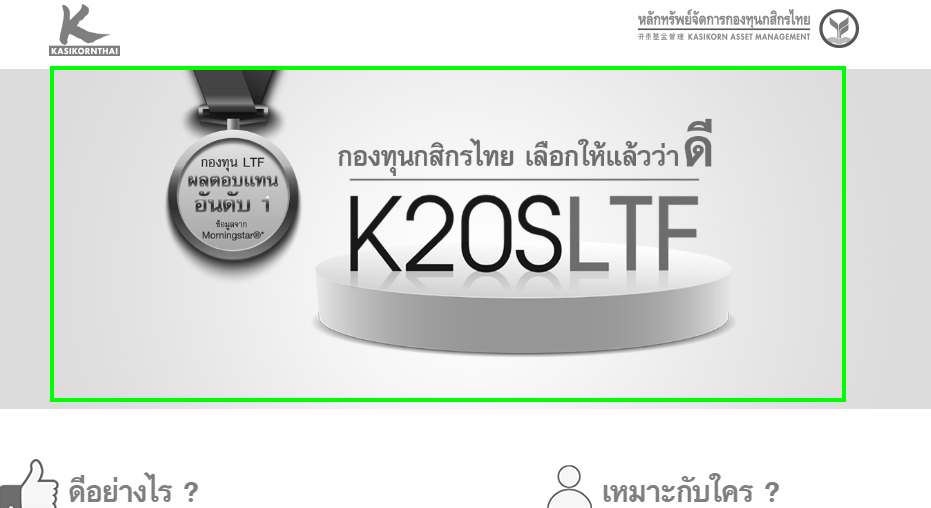 KASIKORNTHAI
หลักทรัพย์จัดการกองทุนกสิกรไทย
开泰基金管理 KASIKORN ASSET MANAGEMENT
กองทุน LTF
ผลตอบแทน
อันดับ 1
ข้อมูลจาก
Morningstar®*
กองทุนกสิกรไทย เลือกให้แล้วว่าดี
K20SLTF
ดีอย่างไร ?
เหมาะกับใคร ?